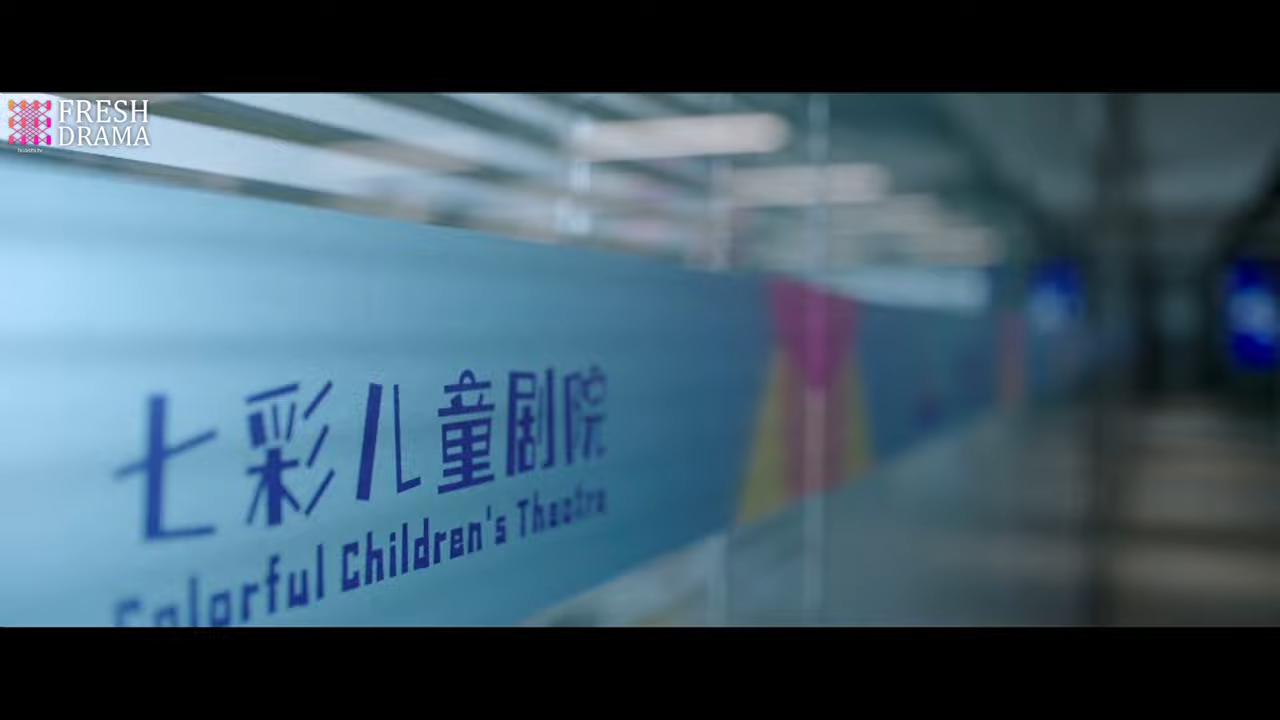 FRESH
DRAMA
七彩儿童剧院
Colorful Children's Theatre